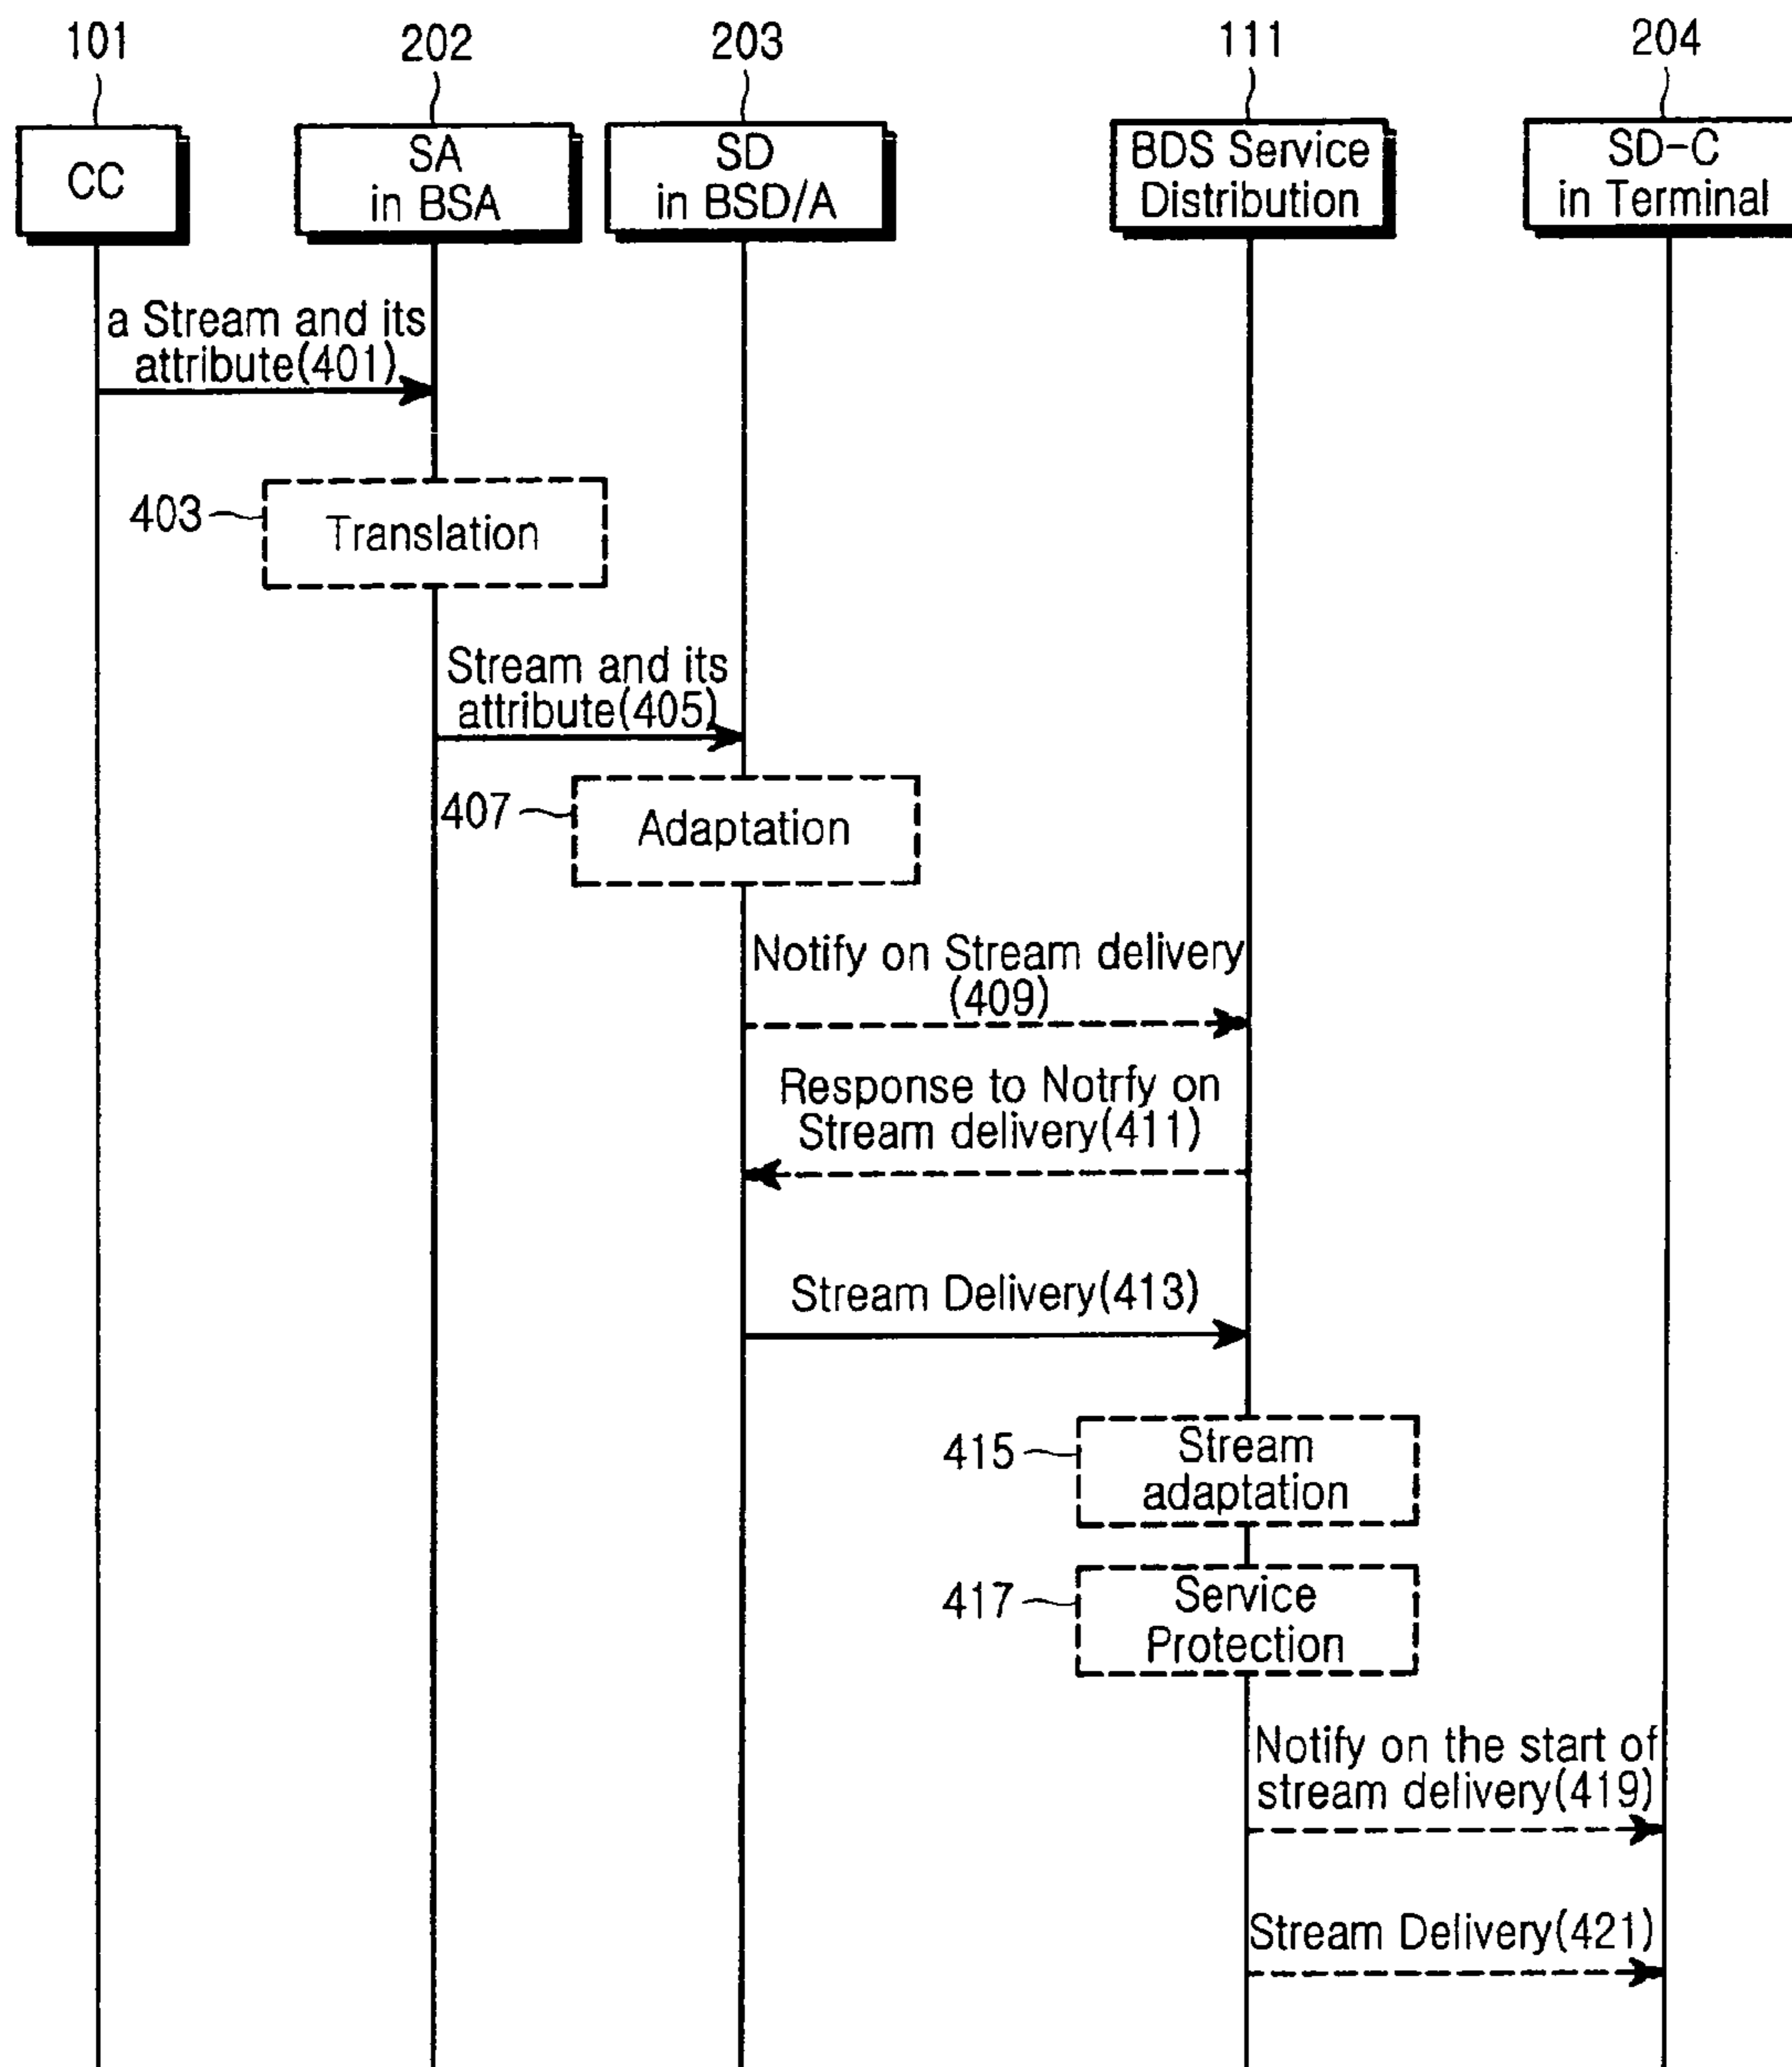 101
202
203
111
204
CC
SA
in BSA
SD
in BSD/A
BDS Service
Distribution
SD-C
in Terminal
a Stream and its
attribute(401)
403
Translation
Stream and its
attribute(405)
407
Adaptation
Notify on Stream delivery
(409)
Response to Notrfy on
Stream delivery(411)
Stream Delivery(413)
415
Stream
adaptation
417
Service
Protection
Notify on the start of
stream delivery(419)
Stream Delivery(421)